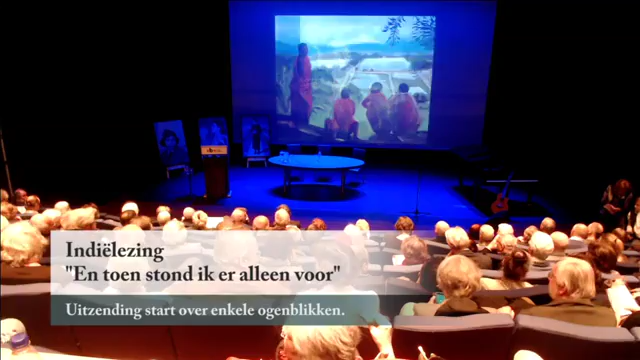 Indiëlezing
"En toen stond ik er alleen voor"
Uitzending start over enkele ogenblikken.